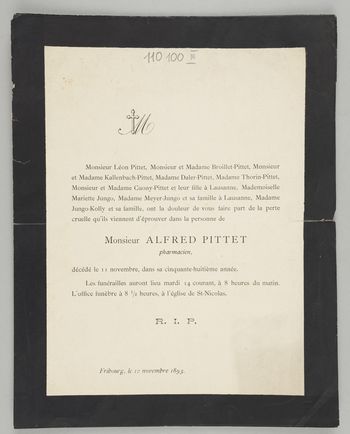 110 100
M
Monsieur Léon Pittet, Monsieur et Madame Broillet-Pittet, Monsieur
et Madame Kallenbach-Pittet, Madame Daler-Pittet, Madame Thorin-Pittet,
Monsieur et Madame Cuony-Pittet et leur fille à Lausanne, Mademoiselle
Mariette Jungo, Madame Meyer-Jungo et sa famille à Lausanne, Madame
Jungo-Kolly et sa famille, ont la douleur de vous faire part de la perte
cruelle qu'ils viennent d'éprouver dans la personne de
Monsieur ALFRED PITTET
pharmacien,
décédé le 11 novembre, dans sa cinquante-huitième année.
Les funérailles auront lieu mardi 14 courant, à 8 heures du matin.
L'office funèbre à 8 1/2 heures, à l'église de St-Nicolas.
R. I. P.
Fribourg, le 12 novembre 1893.